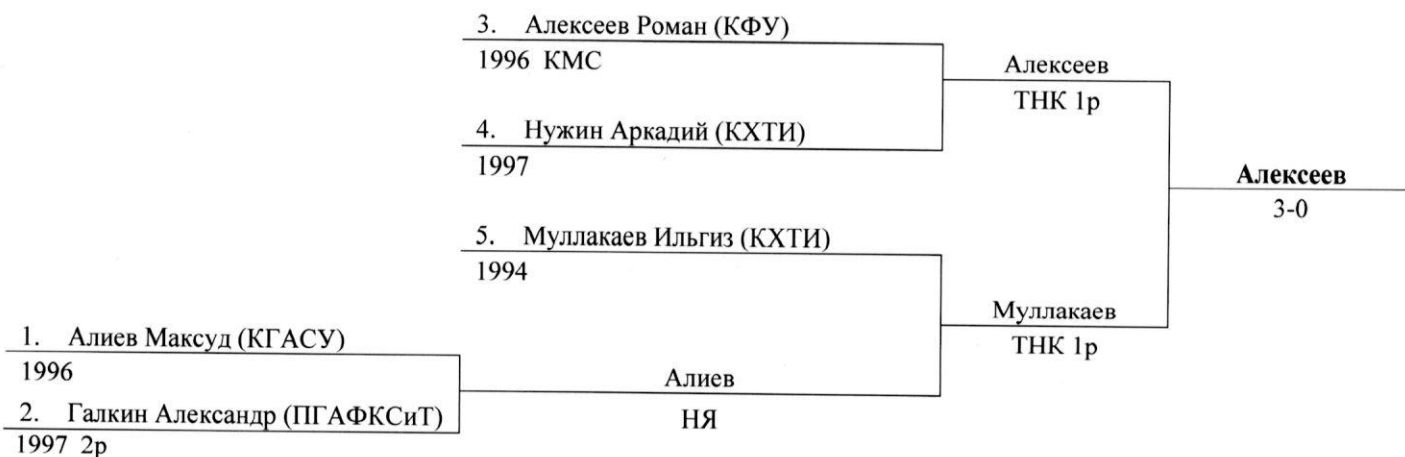 3. Алексеев Роман (КФУ)
1996 КМС
Алексеев
ТНК 1р
4. Нужин Аркадий (КХТИ)
1997
Алексеев
3-0
5. Муллакаев Ильгиз (КХТИ)
1994
Муллакаев
ТНК 1р
1. Алиев Максуд (КГАСУ)
1996
Алиев
НЯ
2. Галкин Александр (ПГАФКСиТ)
1997 2р